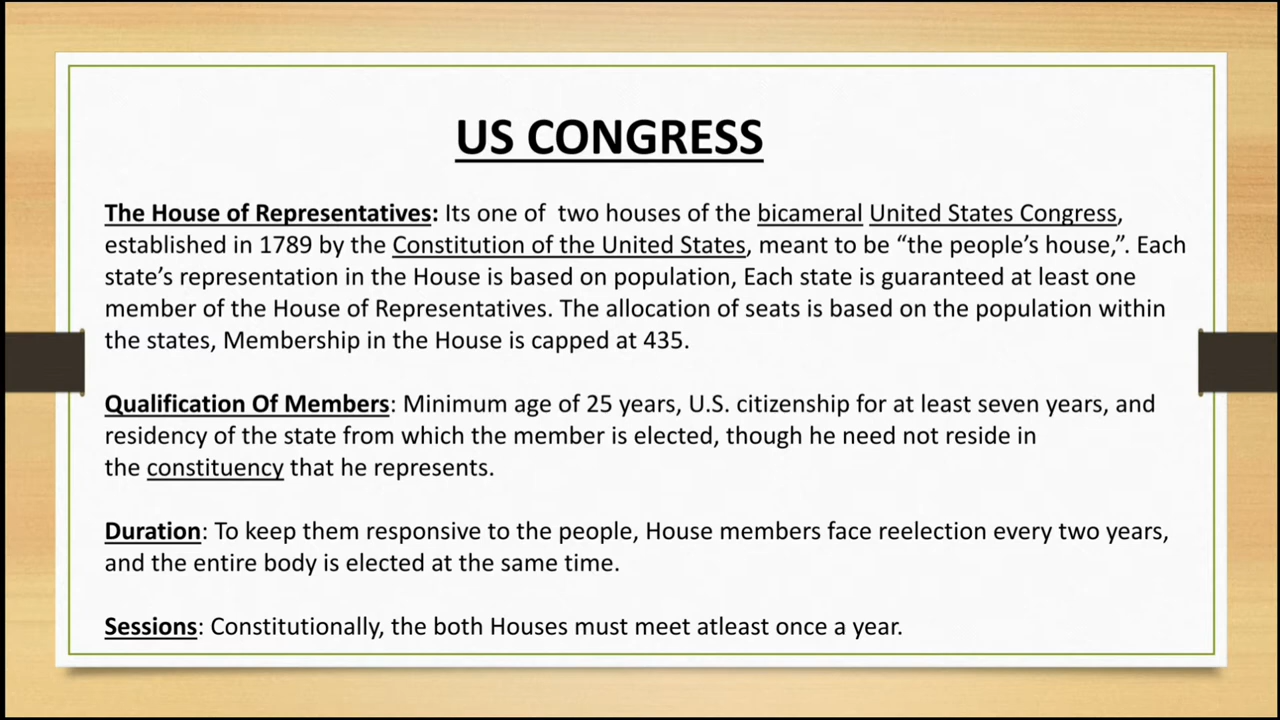 US CONGRESS
The House of Representatives: Its one of  two houses of the bicameral United States Congress,
established in 1789 by the Constitution of the United States, meant to be “the people’s house,”. Each
state’s representation in the House is based on population, Each state is guaranteed at least one
member of the House of Representatives. The allocation of seats is based on the population within
the states, Membership in the House is capped at 435.
Qualification Of Members: Minimum age of 25 years, U.S. citizenship for at least seven years, and
residency of the state from which the member is elected, though he need not reside in
the constituency that he represents.
Duration: To keep them responsive to the people, House members face reelection every two years,
and the entire body is elected at the same time.
Sessions: Constitutionally, the both Houses must meet atleast once a year.